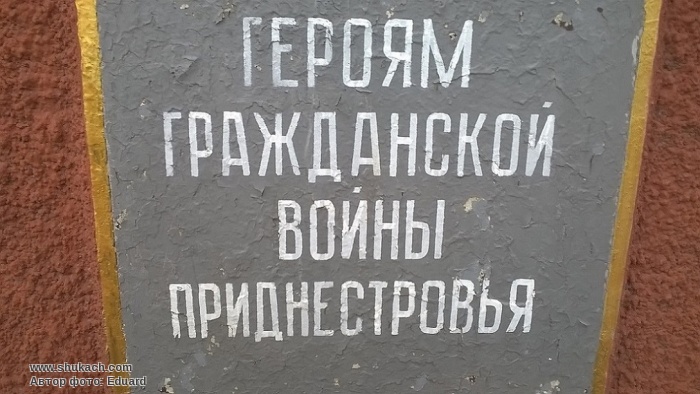 ГЕРОЯМ
ГРАЖДАНСКОЙ
ВОЙНЫ
ПРИДНЕСТРОВЬЯ
www.shukach.com
Автор фото: Eduard